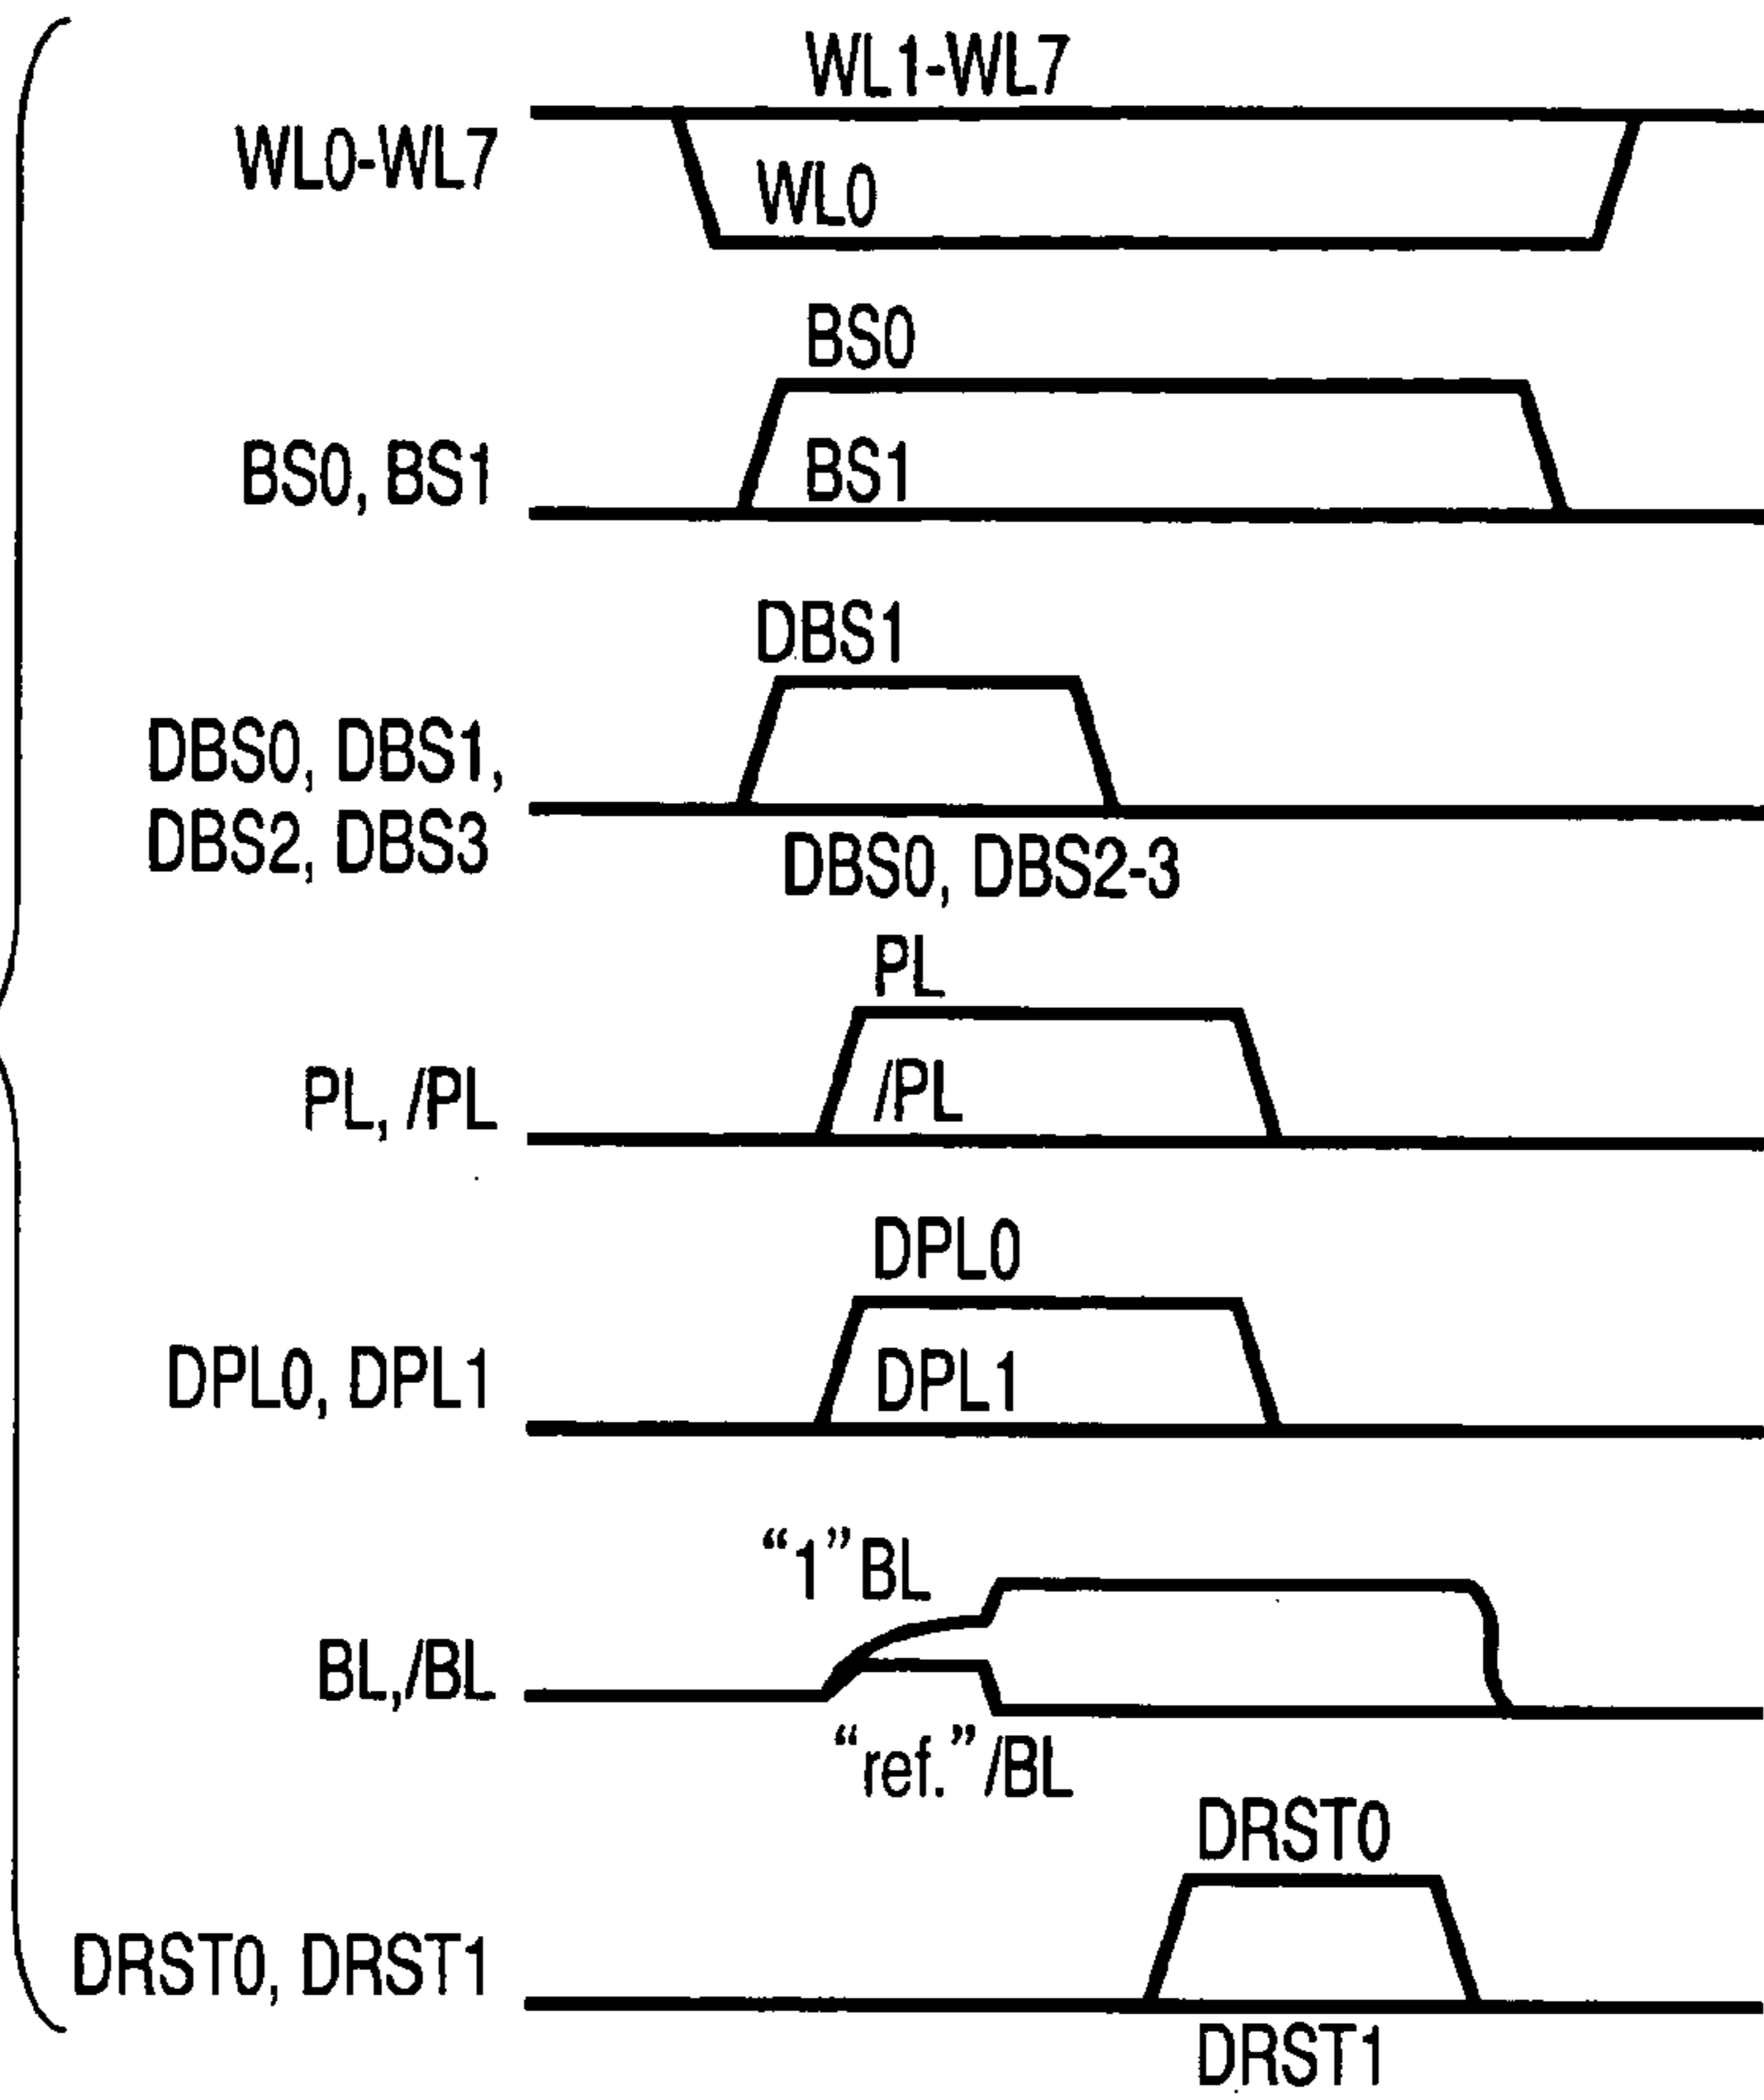 WL1-WL7
WL0-WL7
WL0
BS0
BS0, BS1
BS1
DBS1
DBS0, DBS1,
DBS2, DBS3
DBS0, DBS2-3
PL
PL, /PL
/PL
DPL0
DPL0, DPL1
DPL1
“1”BL
BL,/BL
“ref.”/BL
DRST0
DRST0, DRST1
DRST1